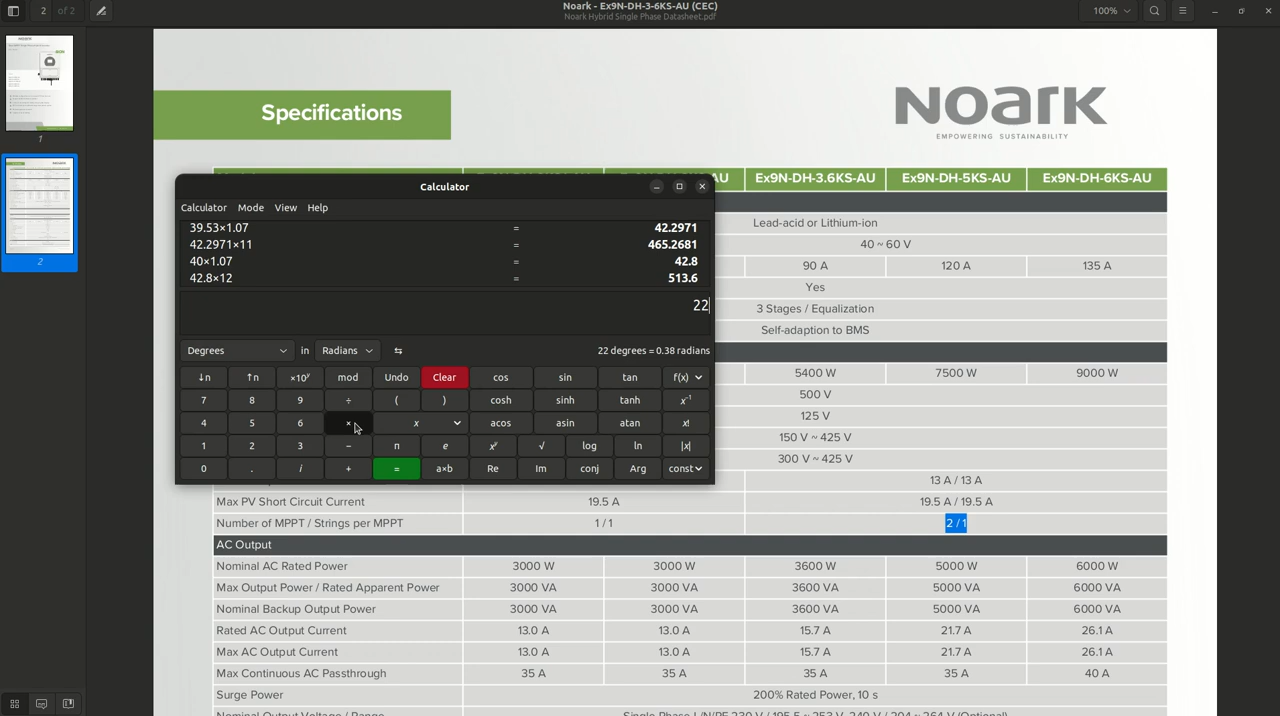 2 of 2
Noark - Ex9N-DH-3-6KS-AU (CEC)
Noark Hybrid Single Phase Datasheet.pdf
100%
1
2
Specifications
NOARK
EMPOWERING SUSTAINABILITY
AU Ex9N-DH-3.6KS-AU Ex9N-DH-5KS-AU Ex9N-DH-6KS-AU
Lead-acid or Lithium-ion
40 ~ 60 V
90 A 120 A 135 A
Yes
3 Stages / Equalization
Self-adaption to BMS
5400 W 7500 W 9000 W
500 V
125 V
150 V ~ 425 V
300 V ~ 425 V
13 A / 13 A
Max PV Short Circuit Current 19.5 A 19.5 A / 19.5 A
Number of MPPT / Strings per MPPT 1 / 1 2 / 1
AC Output
Nominal AC Rated Power 3000 W 3000 W 3600 W 5000 W 6000 W
Max Output Power / Rated Apparent Power 3000 VA 3000 VA 3600 VA 5000 VA 6000 VA
Nominal Backup Output Power 3000 VA 3000 VA 3600 VA 5000 VA 6000 VA
Rated AC Output Current 13.0 A 13.0 A 15.7 A 21.7 A 26.1 A
Max AC Output Current 13.0 A 13.0 A 15.7 A 21.7 A 26.1 A
Max Continuous AC Passthrough 35 A 35 A 35 A 35 A 40 A
Surge Power 200% Rated Power, 10 s
Calculator
Calculator Mode View Help
39.53×1.07 = 42.2971
42.2971×11 = 465.2681
40×1.07 = 42.8
42.8×12 = 513.6
22
Degrees in Radians 22 degrees = 0.38 radians
↓n ↑n ×10ʸ mod Undo Clear cos sin tan f(x)
7 8 9 ÷ ( ) cosh sinh tanh x⁻¹
4 5 6 × x acos asin atan x!
1 2 3 − π e xʸ √ log ln |x|
0 . i + = a×b Re Im conj Arg const